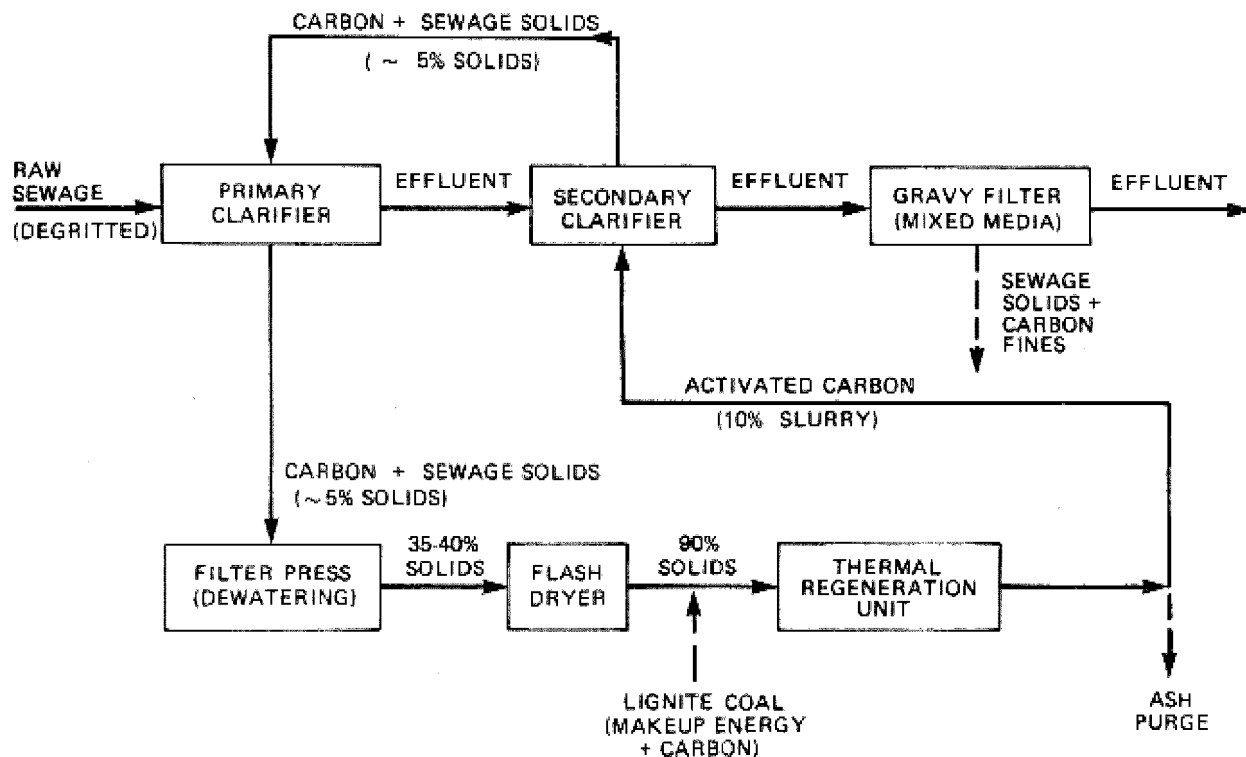 CARBON + SEWAGE SOLIDS
( ~ 5% SOLIDS)
RAW
SEWAGE
(DEGRITTED)
PRIMARY
CLARIFIER
EFFLUENT
SECONDARY
CLARIFIER
EFFLUENT
GRAVY FILTER
(MIXED MEDIA)
EFFLUENT
SEWAGE
SOLIDS +
CARBON
FINES
ACTIVATED CARBON
(10% SLURRY)
CARBON + SEWAGE SOLIDS
(~5% SOLIDS)
FILTER PRESS
(DEWATERING)
35-40%
SOLIDS
FLASH
DRYER
90%
SOLIDS
THERMAL
REGENERATION
UNIT
LIGNITE COAL
(MAKEUP ENERGY
+ CARBON)
ASH
PURGE